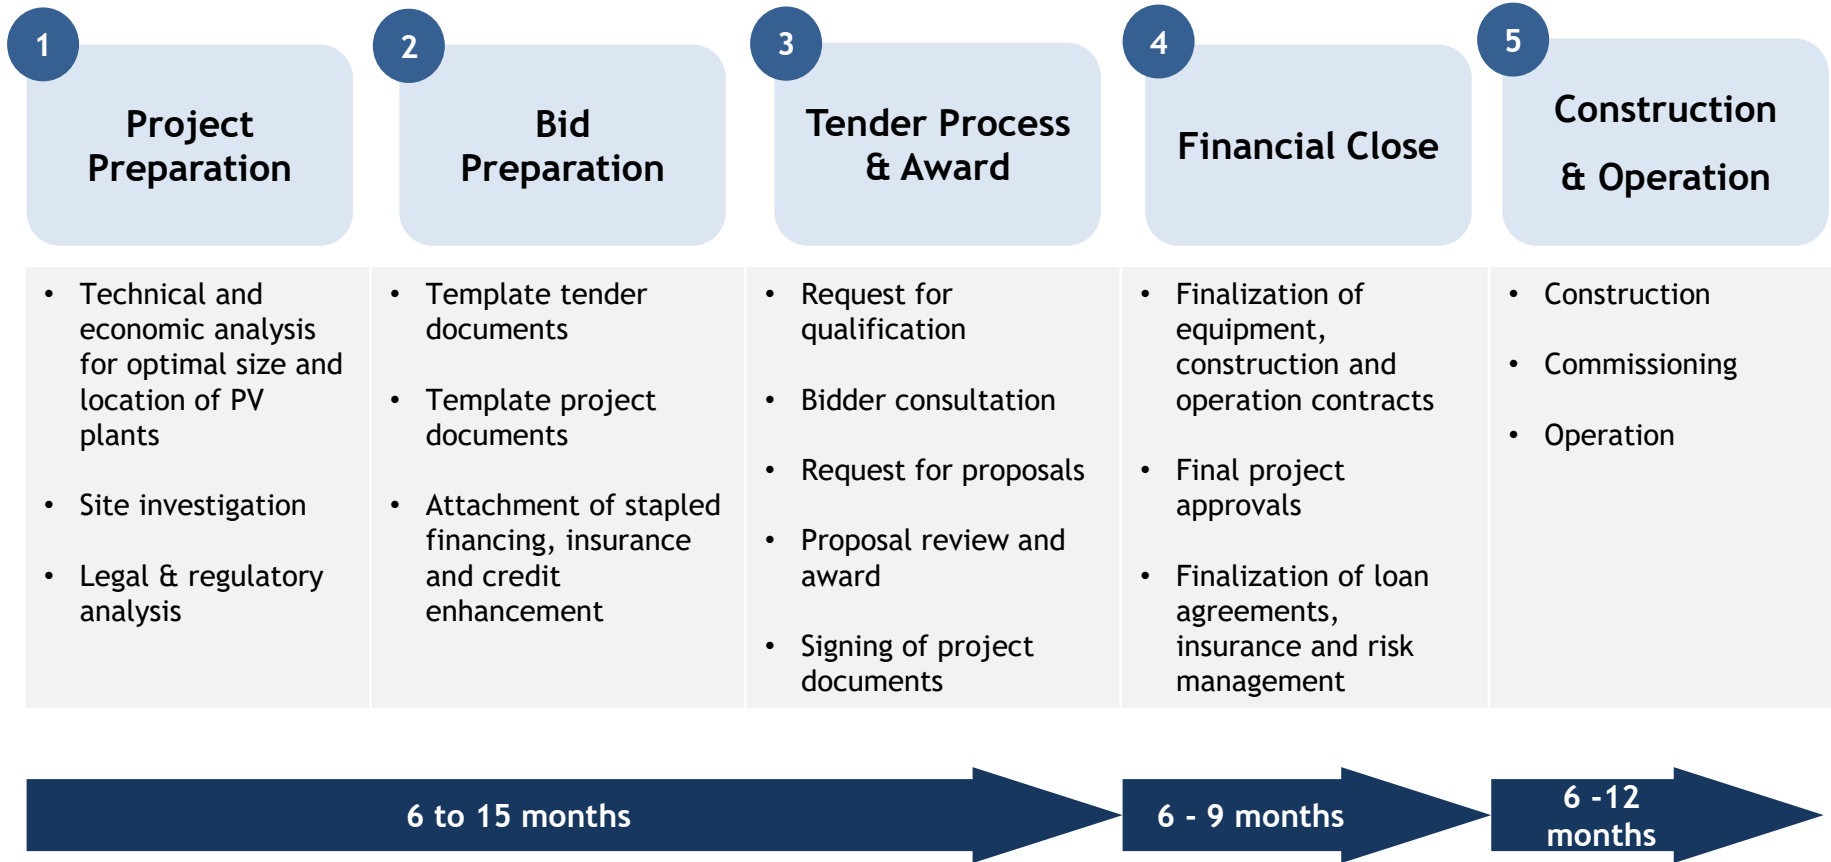 1
Project
Preparation
2
Bid
Preparation
3
Tender Process
& Award
4
Financial Close
5
Construction
& Operation
• Technical and
economic analysis
for optimal size and
location of PV
plants
• Site investigation
• Legal & regulatory
analysis
• Template tender
documents
• Template project
documents
• Attachment of stapled
financing, insurance
and credit
enhancement
• Request for
qualification
• Bidder consultation
• Request for proposals
• Proposal review and
award
• Signing of project
documents
• Finalization of
equipment,
construction and
operation contracts
• Final project
approvals
• Finalization of loan
agreements,
insurance and risk
management
• Construction
• Commissioning
• Operation
6 to 15 months
6 - 9 months
6 -12
months